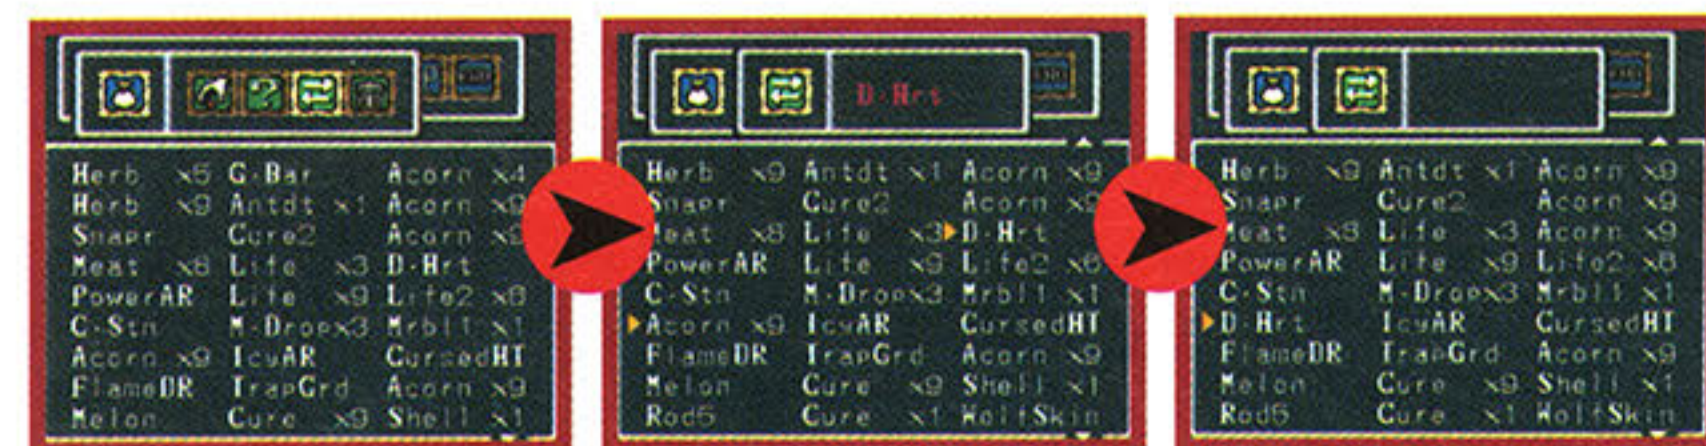 Herb x5 G-Bar Acorn x4
Herb x9 Antdt x1 Acorn x9
Snapr Cure2 Acorn x9
Meat x8 Life x3 D-Hrt
PowerAR Life x9 Life2 x6
C-Stn M-Drop x3 Mrbl1 x1
Acorn x9 IcyAR CursedHT
FlameDR TrapGrd Acorn x9
Melon Cure x9 Shell x1
D-Hrt
Herb x9 Antdt x1 Acorn x9
Snapr Cure2 Acorn x9
Meat x8 Life x3 D-Hrt
PowerAR Life x9 Life2 x6
C-Stn M-Drop x3 Mrbl1 x1
Acorn x9 IcyAR CursedHT
FlameDR TrapGrd Acorn x9
Melon Cure x9 Shell x1
Rod5 Cure x1 WolfSkin
Herb x9 Antdt x1 Acorn x9
Snapr Cure2 Acorn x9
Meat x8 Life x3 Acorn x9
PowerAR Life x9 Life2 x6
C-Stn M-Drop x3 Mrbl1 x1
D-Hrt IcyAR CursedHT
FlameDR TrapGrd Acorn x9
Melon Cure x9 Shell x1
Rod5 Cure x1 WolfSkin